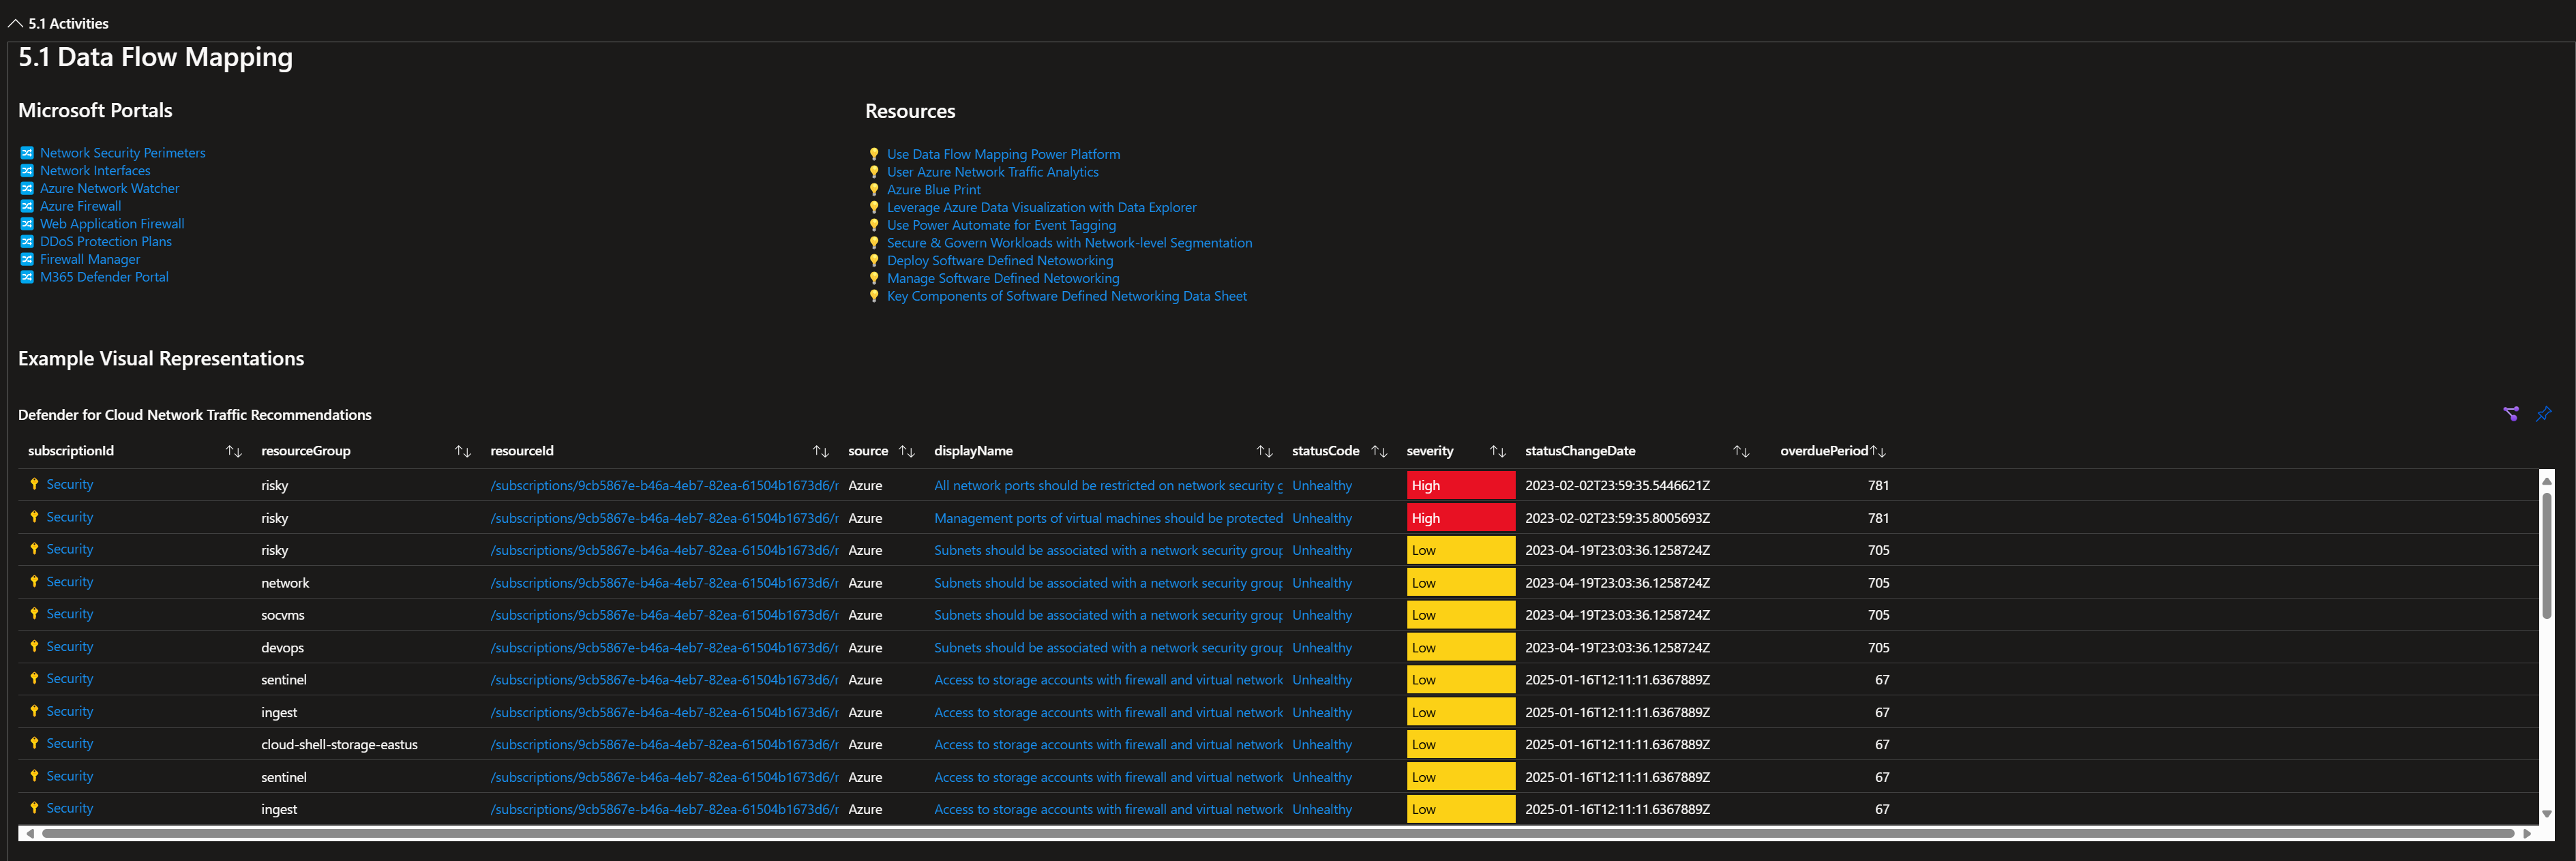 5.1 Activities
5.1 Data Flow Mapping
Microsoft Portals
Network Security Perimeters
Network Interfaces
Azure Network Watcher
Azure Firewall
Web Application Firewall
DDoS Protection Plans
Firewall Manager
M365 Defender Portal
Resources
Use Data Flow Mapping Power Platform
User Azure Network Traffic Analytics
Azure Blue Print
Leverage Azure Data Visualization with Data Explorer
Use Power Automate for Event Tagging
Secure & Govern Workloads with Network-level Segmentation
Deploy Software Defined Netoworking
Manage Software Defined Netoworking
Key Components of Software Defined Networking Data Sheet
Example Visual Representations
Defender for Cloud Network Traffic Recommendations
subscriptionId resourceGroup resourceId source displayName statusCode severity statusChangeDate overduePeriod
Security risky /subscriptions/9cb5867e-b46a-4eb7-82ea-61504b1673d6/r Azure All network ports should be restricted on network security g Unhealthy High 2023-02-02T23:59:35.5446621Z 781
Security risky /subscriptions/9cb5867e-b46a-4eb7-82ea-61504b1673d6/r Azure Management ports of virtual machines should be protected Unhealthy High 2023-02-02T23:59:35.8005693Z 781
Security risky /subscriptions/9cb5867e-b46a-4eb7-82ea-61504b1673d6/r Azure Subnets should be associated with a network security group Unhealthy Low 2023-04-19T23:03:36.1258724Z 705
Security network /subscriptions/9cb5867e-b46a-4eb7-82ea-61504b1673d6/r Azure Subnets should be associated with a network security group Unhealthy Low 2023-04-19T23:03:36.1258724Z 705
Security socvms /subscriptions/9cb5867e-b46a-4eb7-82ea-61504b1673d6/r Azure Subnets should be associated with a network security group Unhealthy Low 2023-04-19T23:03:36.1258724Z 705
Security devops /subscriptions/9cb5867e-b46a-4eb7-82ea-61504b1673d6/r Azure Subnets should be associated with a network security group Unhealthy Low 2023-04-19T23:03:36.1258724Z 705
Security sentinel /subscriptions/9cb5867e-b46a-4eb7-82ea-61504b1673d6/r Azure Access to storage accounts with firewall and virtual network Unhealthy Low 2025-01-16T12:11:11.6367889Z 67
Security ingest /subscriptions/9cb5867e-b46a-4eb7-82ea-61504b1673d6/r Azure Access to storage accounts with firewall and virtual network Unhealthy Low 2025-01-16T12:11:11.6367889Z 67
Security cloud-shell-storage-eastus /subscriptions/9cb5867e-b46a-4eb7-82ea-61504b1673d6/r Azure Access to storage accounts with firewall and virtual network Unhealthy Low 2025-01-16T12:11:11.6367889Z 67
Security sentinel /subscriptions/9cb5867e-b46a-4eb7-82ea-61504b1673d6/r Azure Access to storage accounts with firewall and virtual network Unhealthy Low 2025-01-16T12:11:11.6367889Z 67
Security ingest /subscriptions/9cb5867e-b46a-4eb7-82ea-61504b1673d6/r Azure Access to storage accounts with firewall and virtual network Unhealthy Low 2025-01-16T12:11:11.6367889Z 67